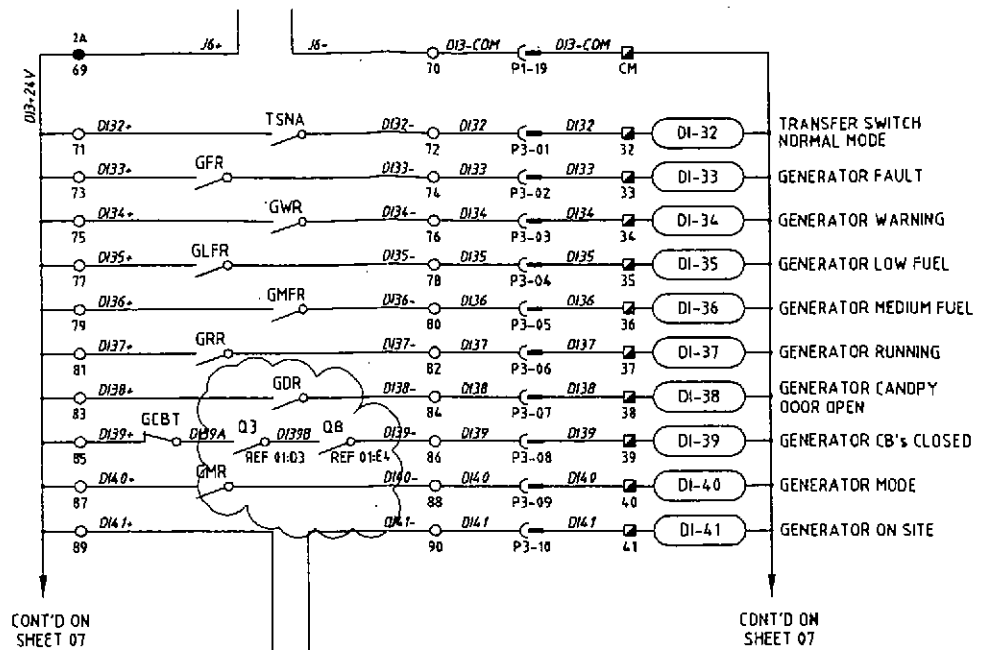 2A J6+ J6- DI3-COM DI3-COM
69 70 P1-19 CM
DI3+24V
DI32+ TSNA DI32- DI32 DI32 DI-32 TRANSFER SWITCH
71 72 P3-01 32 NORMAL MODE
DI33+ GFR DI33- DI33 DI33 DI-33 GENERATOR FAULT
73 74 P3-02 33
DI34+ GWR DI34- DI34 DI34 DI-34 GENERATOR WARNING
75 76 P3-03 34
DI35+ GLFR DI35- DI35 DI35 DI-35 GENERATOR LOW FUEL
77 78 P3-04 35
DI36+ GMFR DI36- DI36 DI36 DI-36 GENERATOR MEDIUM FUEL
79 80 P3-05 36
DI37+ GRR DI37- DI37 DI37 DI-37 GENERATOR RUNNING
81 82 P3-06 37
DI38+ GDR DI38- DI38 DI38 DI-38 GENERATOR CANOPY
83 84 P3-07 38 DOOR OPEN
DI39+ GCBT DI39A Q3 DI39B Q8 DI39- DI39 DI39 DI-39 GENERATOR CB's CLOSED
85 REF 01:D3 REF 01:E4 86 P3-08 39
DI40+ GMR DI40- DI40 DI40 DI-40 GENERATOR MODE
87 88 P3-09 40
DI41+ DI41- DI41 DI41 DI-41 GENERATOR ON SITE
89 90 P3-10 41
CONT'D ON
SHEET 07
CONT'D ON
SHEET 07